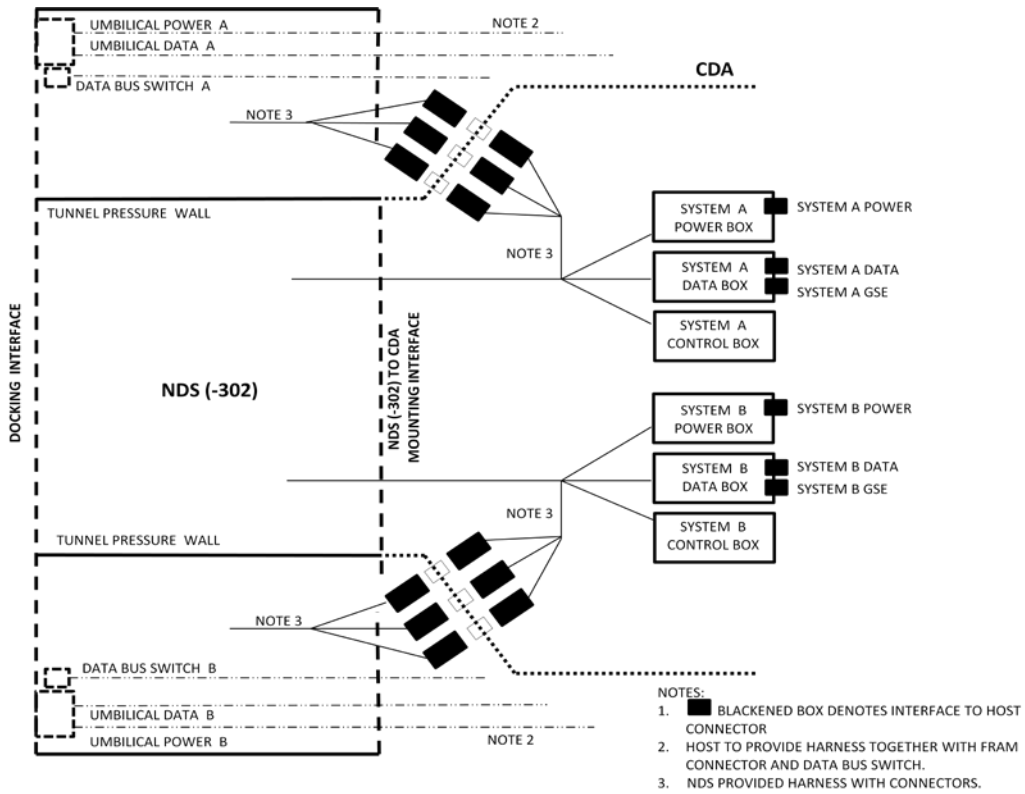 UMBILICAL POWER A
NOTE 2
UMBILICAL DATA A
DATA BUS SWITCH A
CDA
NOTE 3
TUNNEL PRESSURE WALL
SYSTEM A
POWER BOX
SYSTEM A POWER
NOTE 3
SYSTEM A
DATA BOX
SYSTEM A DATA
SYSTEM A GSE
SYSTEM A
CONTROL BOX
DOCKING INTERFACE
NDS (-302)
NDS (-302) TO CDA
MOUNTING INTERFACE
SYSTEM B
POWER BOX
SYSTEM B POWER
SYSTEM B
DATA BOX
SYSTEM B DATA
SYSTEM B GSE
NOTE 3
SYSTEM B
CONTROL BOX
TUNNEL PRESSURE WALL
NOTE 3
DATA BUS SWITCH B
UMBILICAL DATA B
UMBILICAL POWER B
NOTE 2
NOTES:
1. BLACKENED BOX DENOTES INTERFACE TO HOST
CONNECTOR
2. HOST TO PROVIDE HARNESS TOGETHER WITH FRAM
CONNECTOR AND DATA BUS SWITCH.
3. NDS PROVIDED HARNESS WITH CONNECTORS.